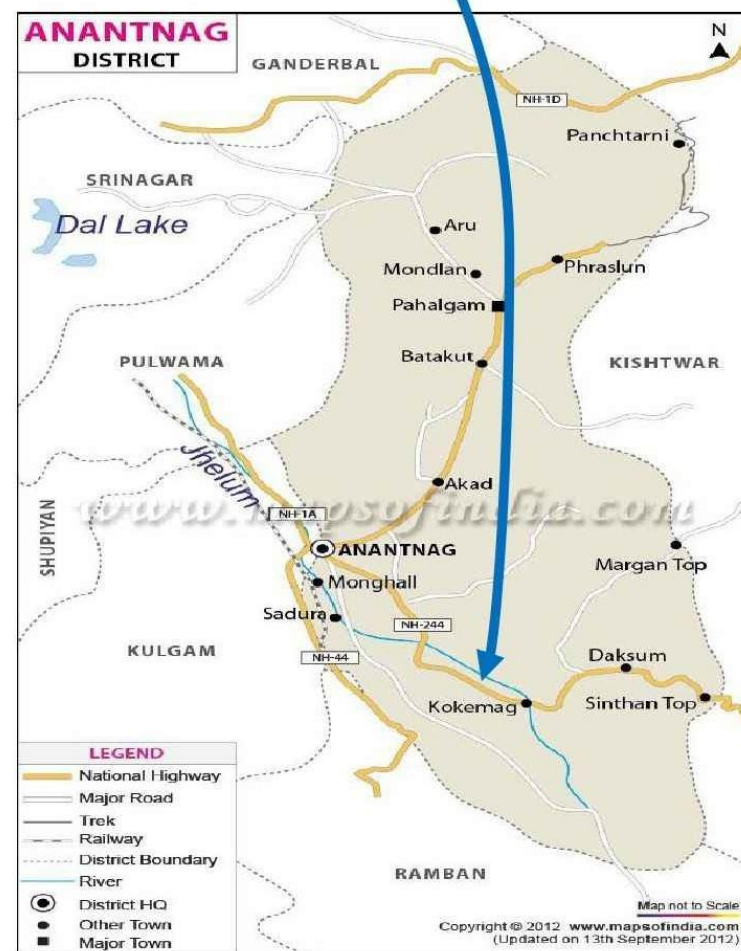 ANANTNAG
DISTRICT
N
GANDERBAL
NH-1D
Panchtarni
SRINAGAR
Dal Lake
Aru
Mondlan
Phraslun
Pahalgam
Batakut
PULWAMA
KISHTWAR
Jhelum
Akad
www.mapsofindia.com
NH-1A
SHUPIYAN
ANANTNAG
Margan Top
Monghall
Sadura
NH-244
KULGAM
NH-44
Daksum
Kokemag
Sinthan Top
LEGEND
National Highway
Major Road
Trek
Railway
District Boundary
River
District HQ
Other Town
Major Town
RAMBAN
Map not to Scale
Copyright © 2012 www.mapsofindia.com
(Updated on 13th September 2012)